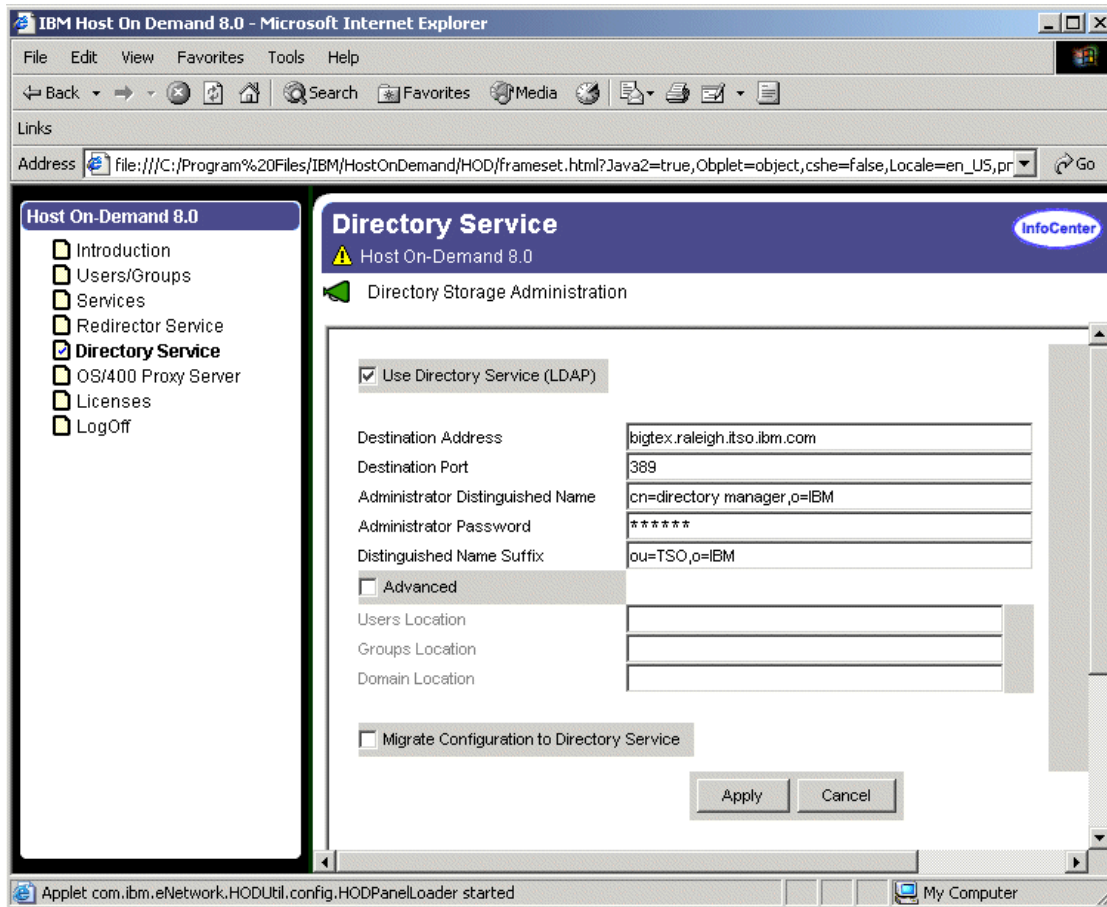 IBM Host On Demand 8.0 - Microsoft Internet Explorer
File Edit View Favorites Tools Help
Back Search Favorites Media
Links
Address file:///C:/Program%20Files/IBM/HostOnDemand/HOD/frameset.html?Java2=true,Obplet=object,cshe=false,Locale=en_US,pr Go
Host On-Demand 8.0
Introduction
Users/Groups
Services
Redirector Service
Directory Service
OS/400 Proxy Server
Licenses
LogOff
Directory Service
InfoCenter
Host On-Demand 8.0
Directory Storage Administration
Use Directory Service (LDAP)
Destination Address bigtex.raleigh.itso.ibm.com
Destination Port 389
Administrator Distinguished Name cn=directory manager,o=IBM
Administrator Password ******
Distinguished Name Suffix ou=TSO,o=IBM
Advanced
Users Location
Groups Location
Domain Location
Migrate Configuration to Directory Service
Apply Cancel
Applet com.ibm.eNetwork.HODUtil.config.HODPanelLoader started My Computer